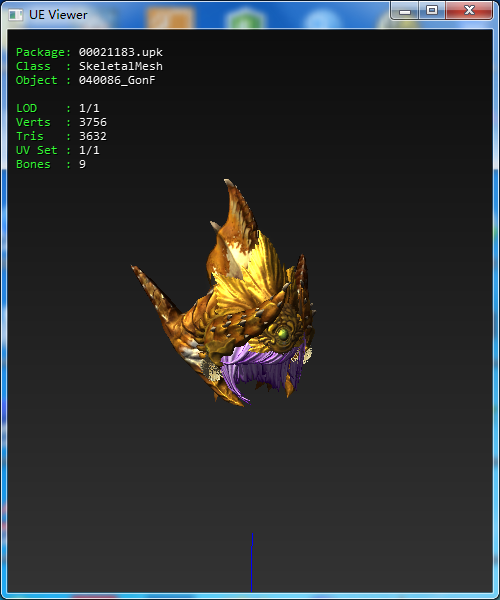 UE Viewer
Package: 00021183.upk
Class : SkeletalMesh
Object : 040086_GonF
LOD : 1/1
Verts : 3756
Tris : 3632
UV Set : 1/1
Bones : 9